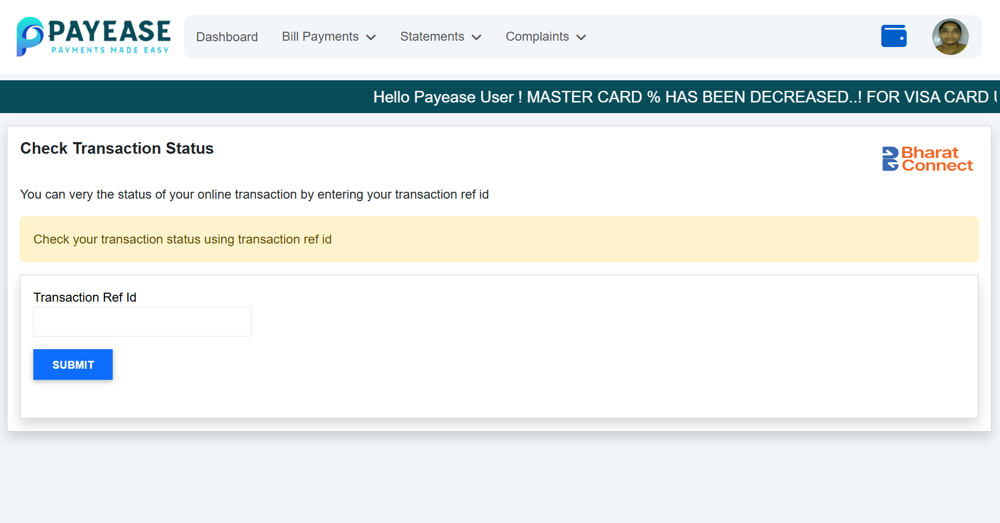 PAYEASE
PAYMENTS MADE EASY
Dashboard
Bill Payments
Statements
Complaints
Hello Payease User ! MASTER CARD % HAS BEEN DECREASED..! FOR VISA CARD
Check Transaction Status
Bharat
Connect
You can very the status of your online transaction by entering your transaction ref id
Check your transaction status using transaction ref id
Transaction Ref Id
SUBMIT